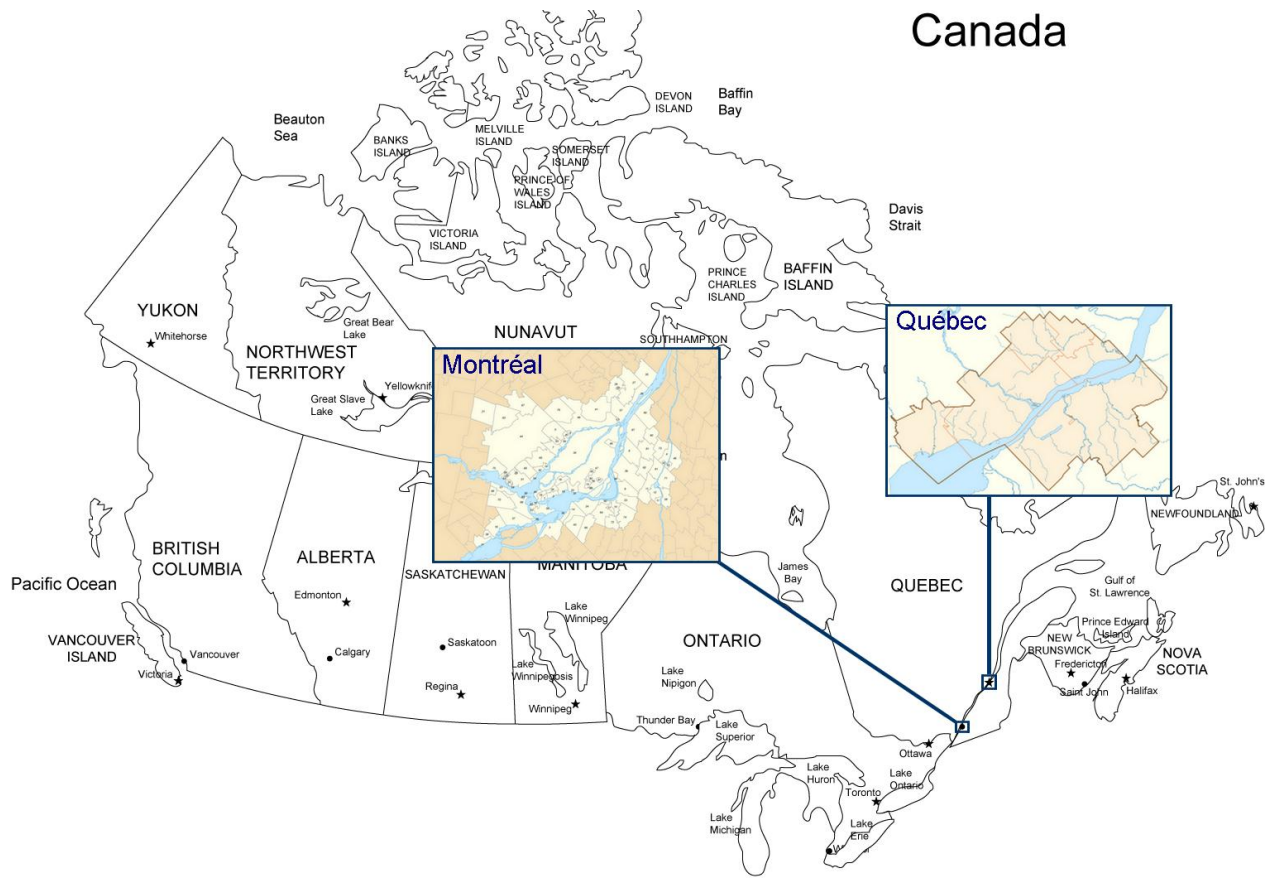 Canada
Beauton
Sea
BANKS
ISLAND
MELVILLE
ISLAND
DEVON
ISLAND
Baffin
Bay
SOMERSET
ISLAND
PRINCE OF
WALES
ISLAND
VICTORIA
ISLAND
Davis
Strait
PRINCE
CHARLES
ISLAND
BAFFIN
ISLAND
YUKON
Whitehorse
Great Bear
Lake
NORTHWEST
TERRITORY
NUNAVUT
SOUTHHAMPTON
Great Slave
Lake
Yellowknif
Montréal
Québec
St. John's
NEWFOUNDLAND
BRITISH
COLUMBIA
ALBERTA
SASKATCHEWAN
MANITOBA
Pacific Ocean
Edmonton
James
Bay
QUEBEC
Gulf of
St. Lawrence
Lake
Winnipeg
VANCOUVER
ISLAND
Vancouver
Victoria
Calgary
Saskatoon
Regina
Lake
Winnipegosis
Winnipeg
ONTARIO
Lake
Nipigon
Prince Edward
Island
NEW
BRUNSWICK
Fredericton
Saint John
NOVA
SCOTIA
Halifax
Thunder Bay
Lake
Superior
Ottawa
Lake
Huron
Lake
Ontario
Toronto
Lake
Michigan
Lake
Erie